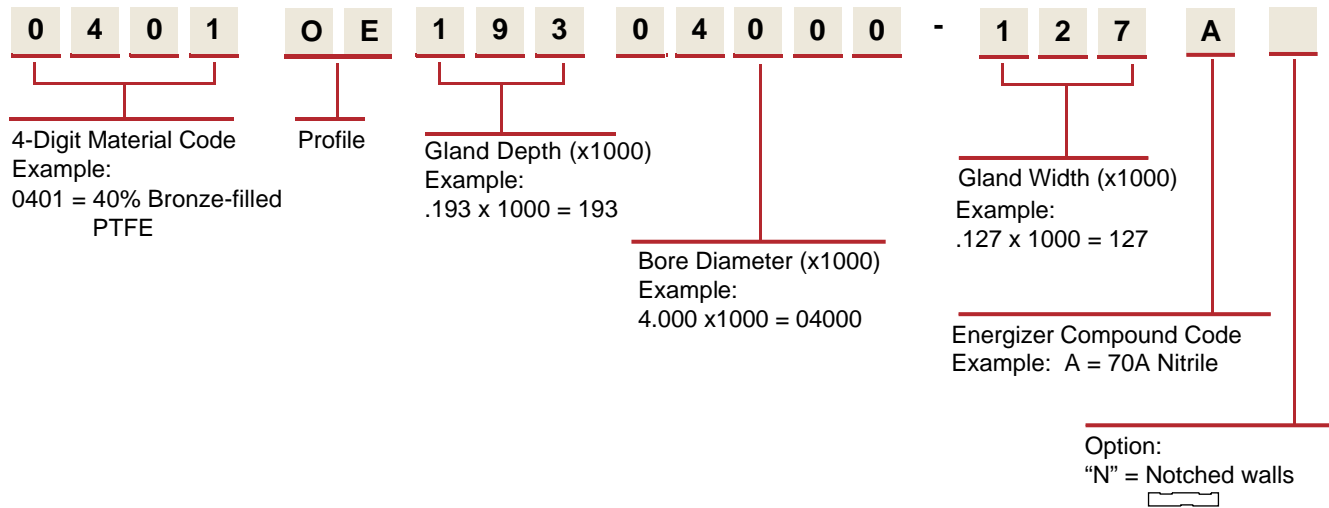 0 4 0 1 O E 1 9 3 0 4 0 0 0 - 1 2 7 A
4-Digit Material Code
Example:
0401 = 40% Bronze-filled
PTFE
Profile
Gland Depth (x1000)
Example:
.193 x 1000 = 193
Bore Diameter (x1000)
Example:
4.000 x1000 = 04000
Gland Width (x1000)
Example:
.127 x 1000 = 127
Energizer Compound Code
Example: A = 70A Nitrile
Option:
“N” = Notched walls